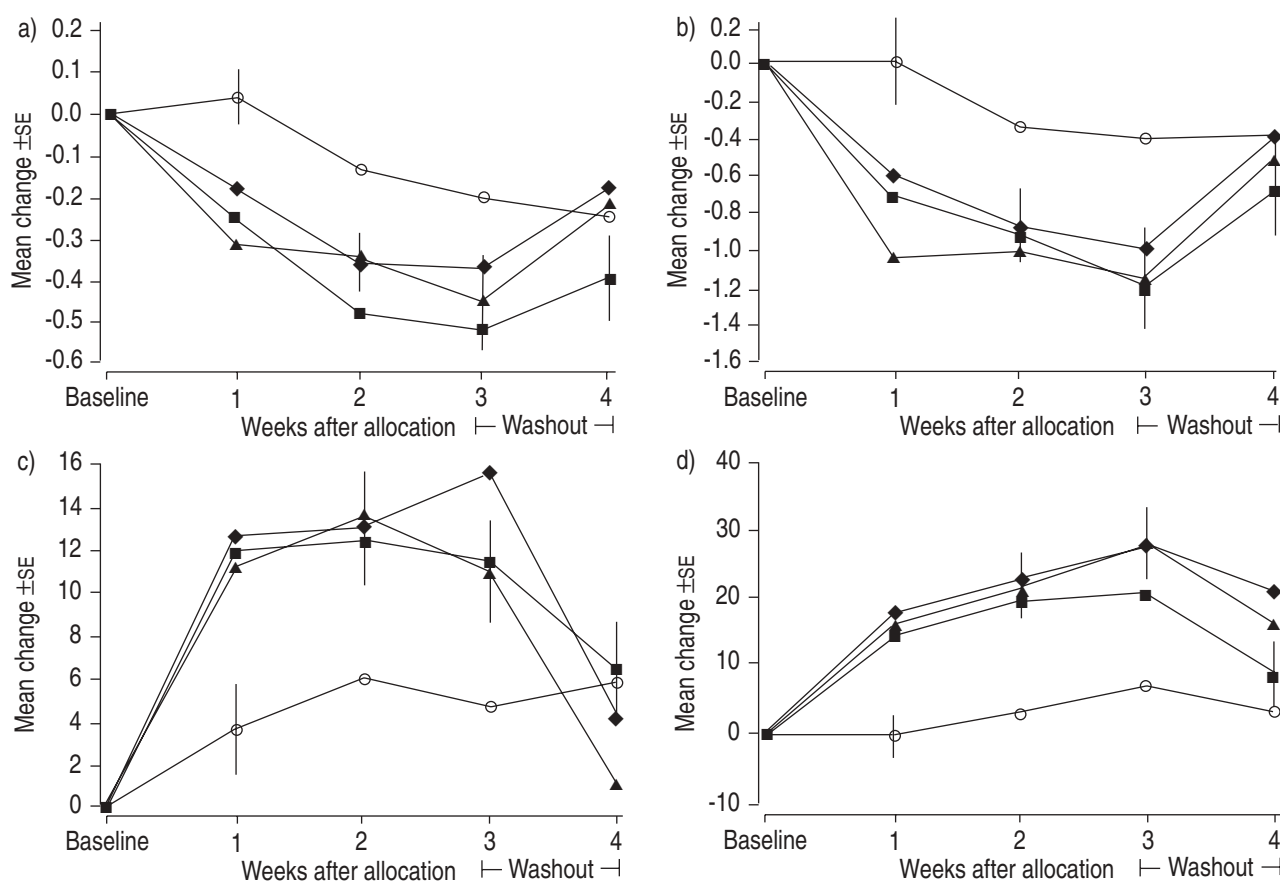 a)
0.2
0.1
0.0
-0.1
-0.2
-0.3
-0.4
-0.5
-0.6
Mean change ±SE
Baseline 1 2 3 4
Weeks after allocation Washout
b)
0.2
0.0
-0.2
-0.4
-0.6
-0.8
-1.0
-1.2
-1.4
-1.6
Mean change ±SE
Baseline 1 2 3 4
Weeks after allocation Washout
c)
16
14
12
10
8
6
4
2
0
Mean change ±SE
Baseline 1 2 3 4
Weeks after allocation Washout
d)
40
30
20
10
0
-10
Mean change ±SE
Baseline 1 2 3 4
Weeks after allocation Washout